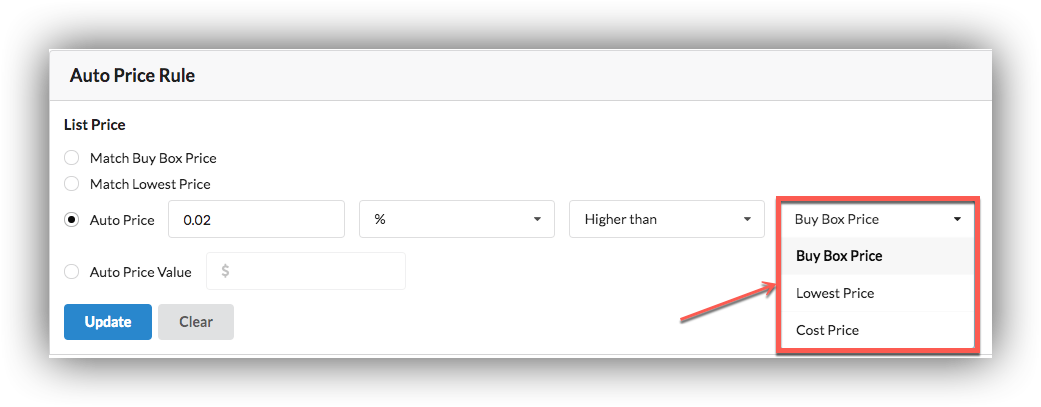 Auto Price Rule
List Price
Match Buy Box Price
Match Lowest Price
Auto Price 0.02 % Higher than Buy Box Price
Buy Box Price
Lowest Price
Cost Price
Auto Price Value $
Update Clear